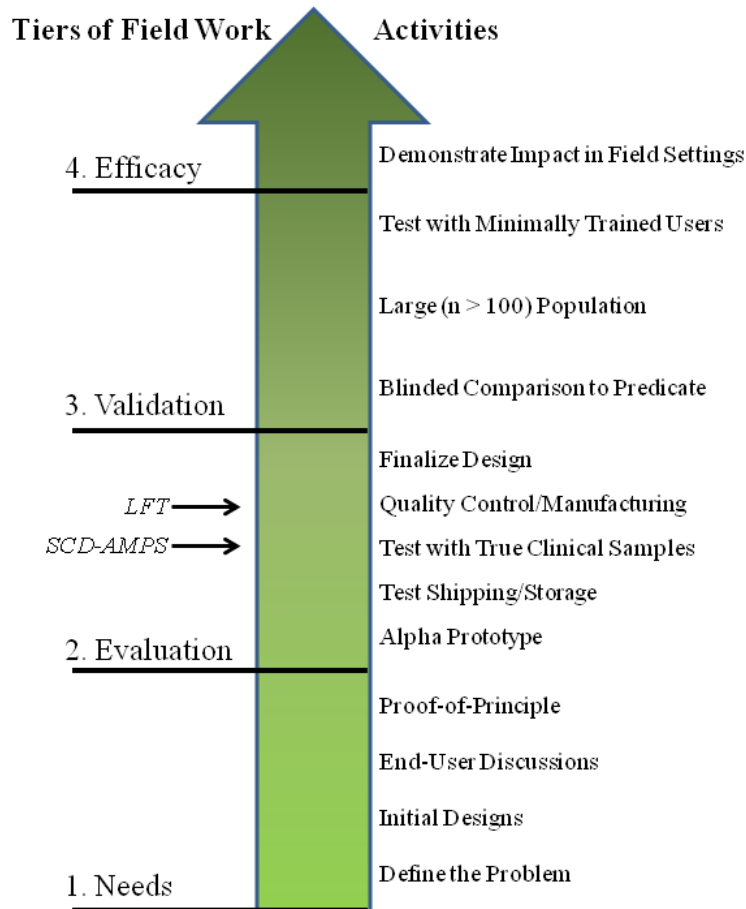 Tiers of Field Work Activities
Demonstrate Impact in Field Settings
4. Efficacy
Test with Minimally Trained Users
Large (n > 100) Population
Blinded Comparison to Predicate
3. Validation
Finalize Design
LFT
Quality Control/Manufacturing
SCD-AMPS
Test with True Clinical Samples
Test Shipping/Storage
Alpha Prototype
2. Evaluation
Proof-of-Principle
End-User Discussions
Initial Designs
Define the Problem
1. Needs